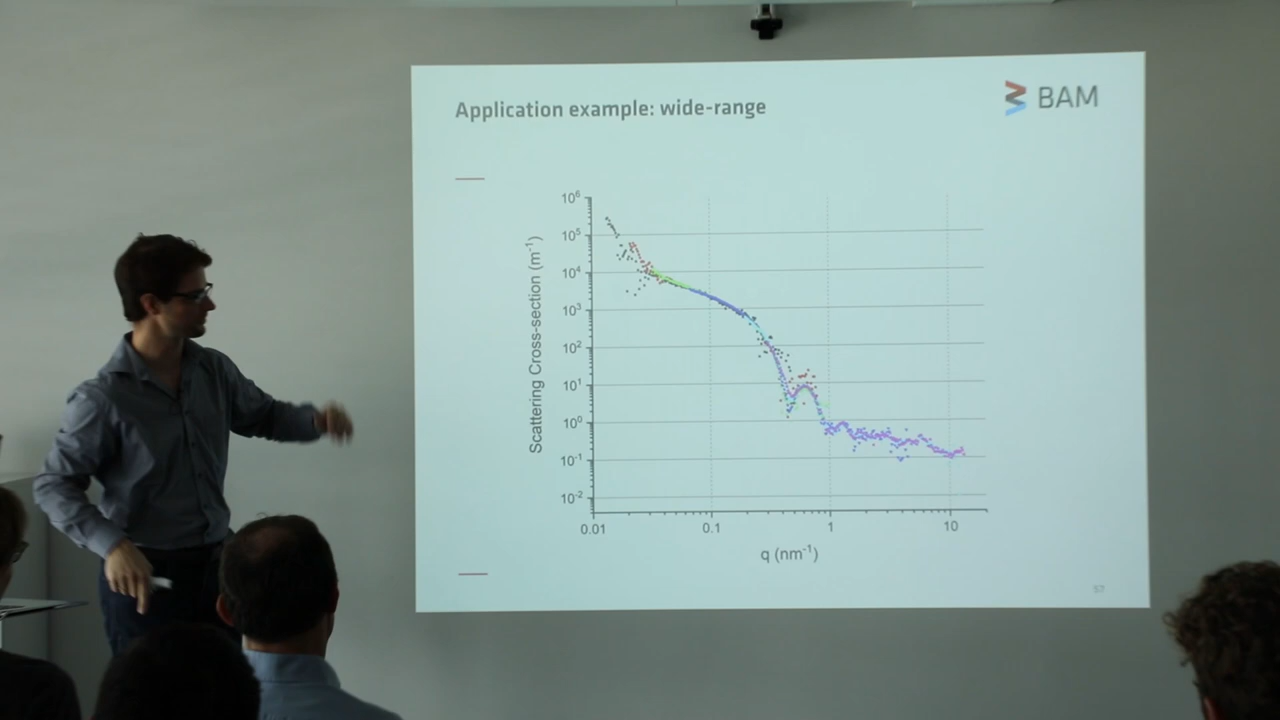 Application example: wide-range
BAM
Scattering Cross-section (m⁻¹)
10⁶
10⁵
10⁴
10³
10²
10¹
10⁰
10⁻¹
10⁻²
0.01 0.1 1 10
q (nm⁻¹)
57